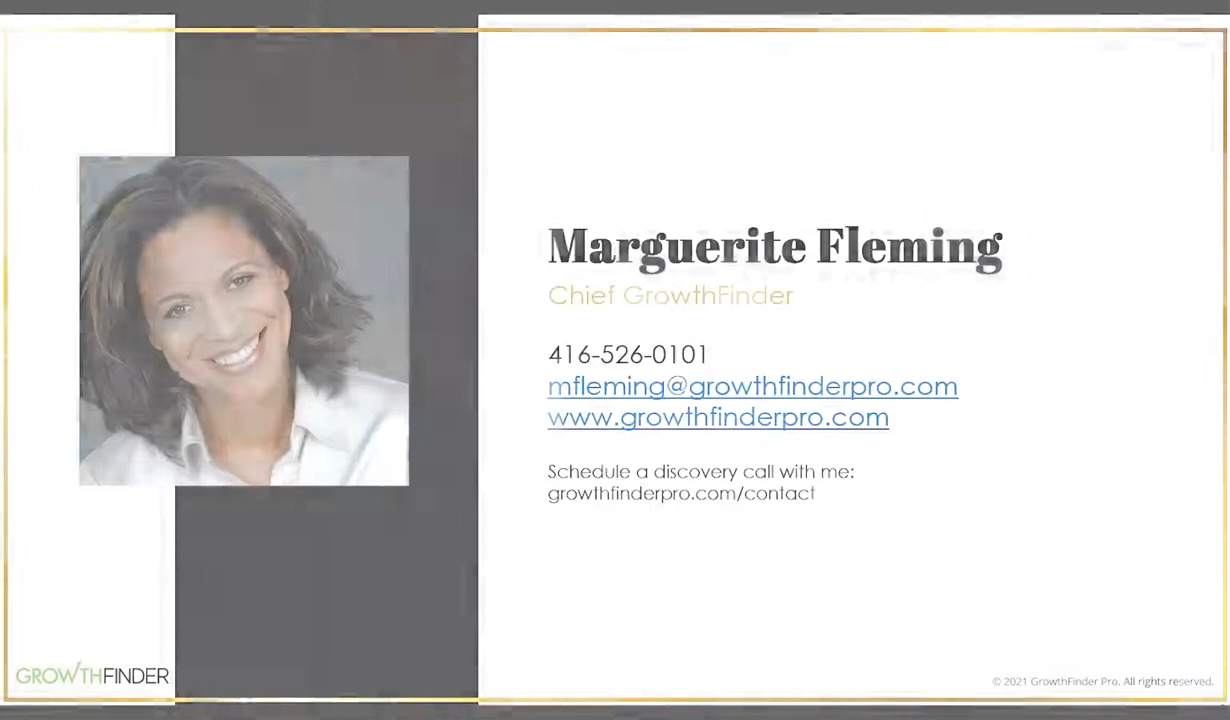 Marguerite Fleming
Chief GrowthFinder
416-526-0101
mfleming@growthfinderpro.com
www.growthfinderpro.com
Schedule a discovery call with me:
growthfinderpro.com/contact
GROWTHFINDER
© 2021 GrowthFinder Pro. All rights reserved.